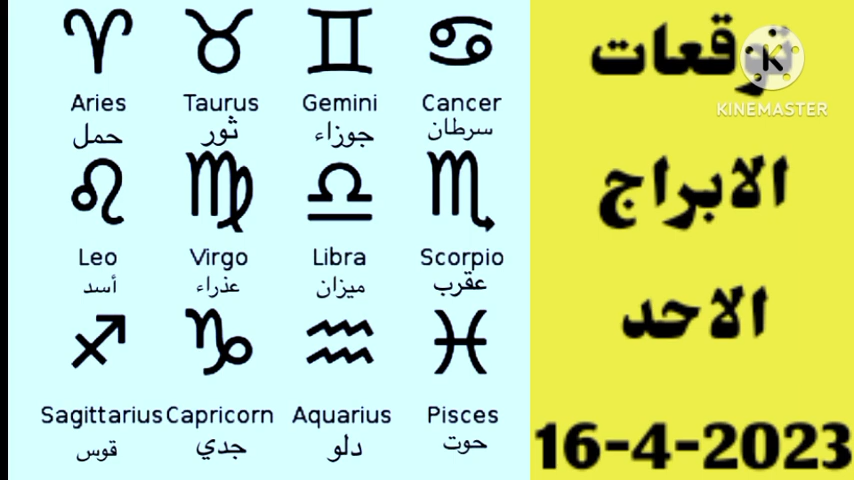 Aries Taurus Gemini Cancer
حمل ثور جوزاء سرطان
Leo Virgo Libra Scorpio
أسد عذراء ميزان عقرب
Sagittarius Capricorn Aquarius Pisces
قوس جدي دلو حوت
توقعات
KINEMASTER
الابراج
الاحد
16-4-2023